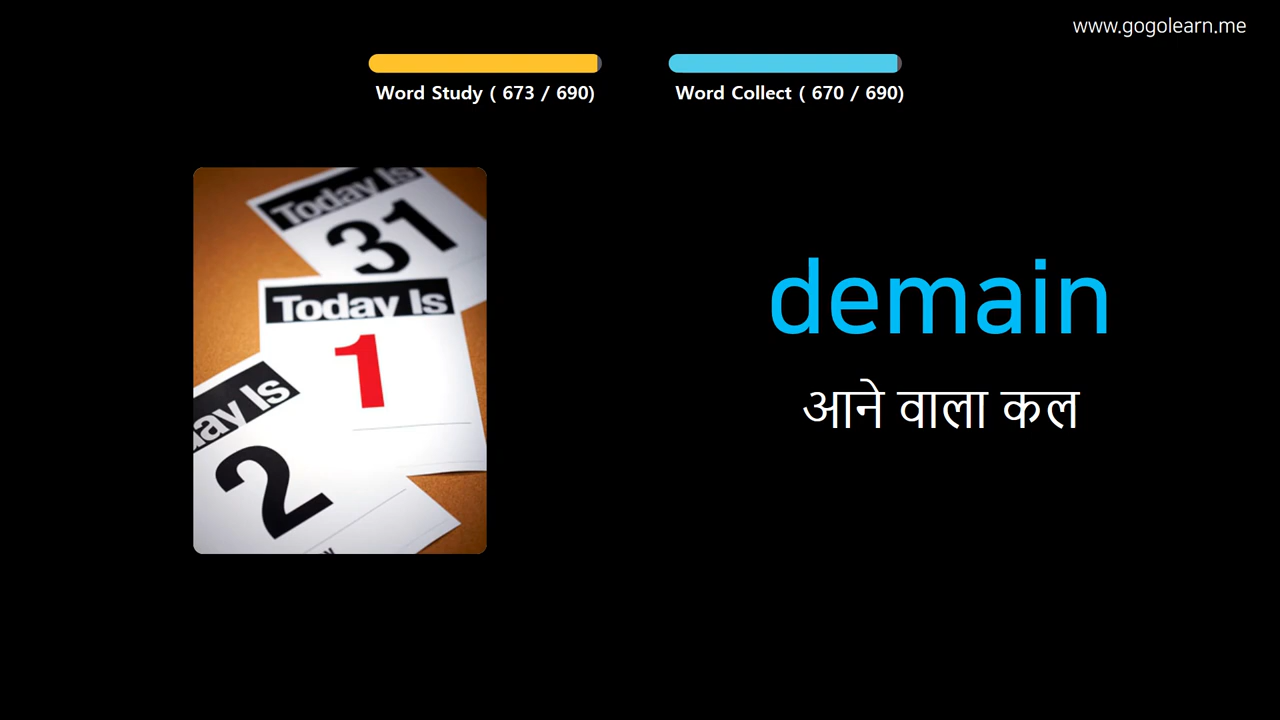 www.gogolearn.me
Word Study ( 673 / 690)
Word Collect ( 670 / 690)
Today Is
31
Today Is
1
ay Is
2
demain
आने वाला कल